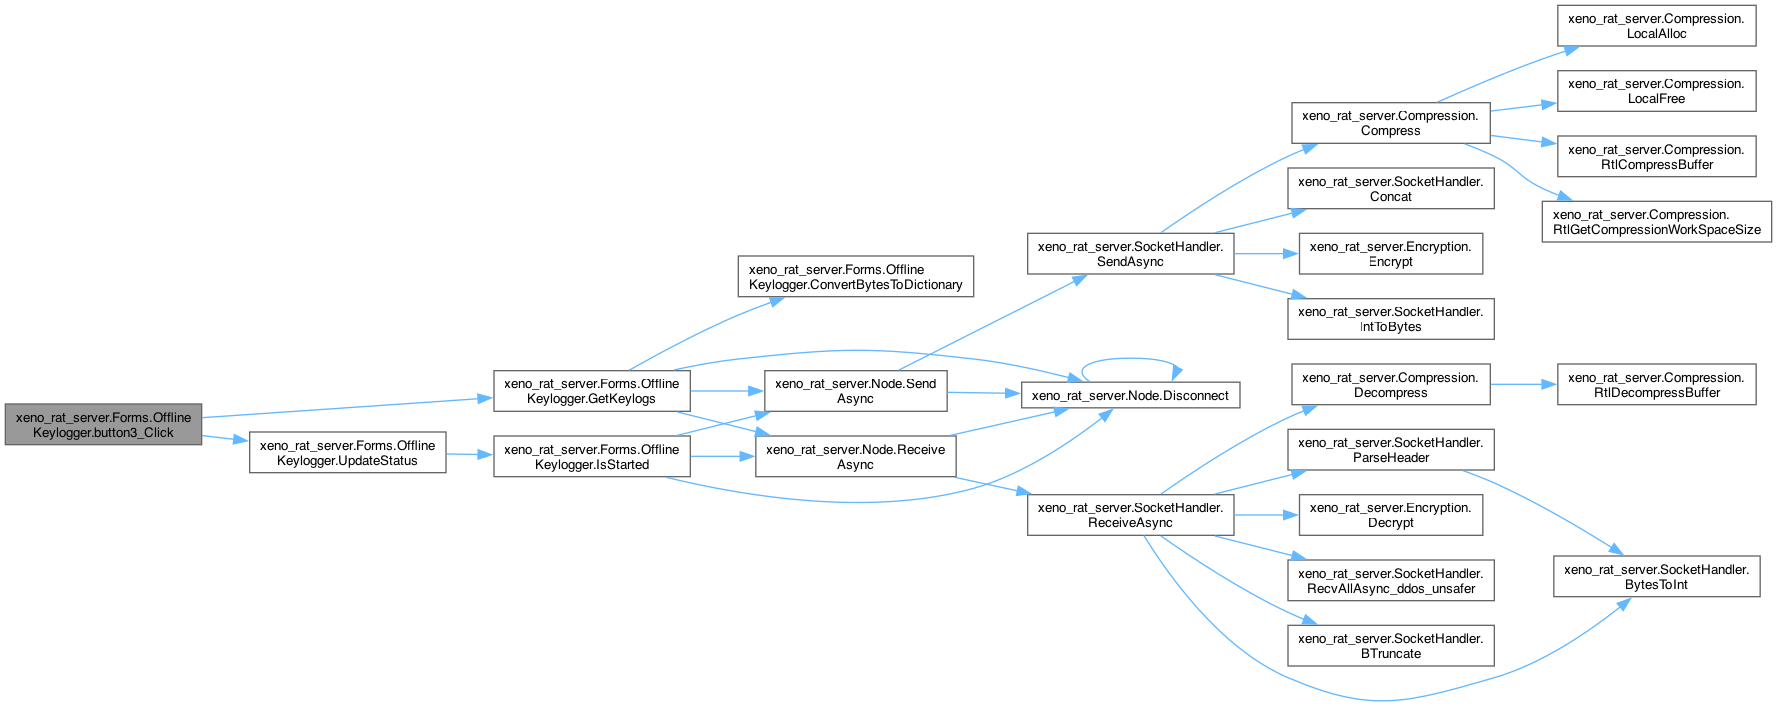 xeno_rat_server.Forms.Offline
Keylogger.button3_Click
xeno_rat_server.Forms.Offline
Keylogger.UpdateStatus
xeno_rat_server.Forms.Offline
Keylogger.GetKeylogs
xeno_rat_server.Forms.Offline
Keylogger.IsStarted
xeno_rat_server.Forms.Offline
Keylogger.ConvertBytesToDictionary
xeno_rat_server.Node.Send
Async
xeno_rat_server.Node.Receive
Async
xeno_rat_server.Node.Disconnect
xeno_rat_server.SocketHandler.
SendAsync
xeno_rat_server.SocketHandler.
ReceiveAsync
xeno_rat_server.Compression.
Compress
xeno_rat_server.SocketHandler.
Concat
xeno_rat_server.Encryption.
Encrypt
xeno_rat_server.SocketHandler.
IntToBytes
xeno_rat_server.Compression.
Decompress
xeno_rat_server.SocketHandler.
ParseHeader
xeno_rat_server.Encryption.
Decrypt
xeno_rat_server.SocketHandler.
RecvAllAsync_ddos_unsafer
xeno_rat_server.SocketHandler.
BTruncate
xeno_rat_server.Compression.
LocalAlloc
xeno_rat_server.Compression.
LocalFree
xeno_rat_server.Compression.
RtlCompressBuffer
xeno_rat_server.Compression.
RtlGetCompressionWorkSpaceSize
xeno_rat_server.Compression.
RtlDecompressBuffer
xeno_rat_server.SocketHandler.
BytesToInt